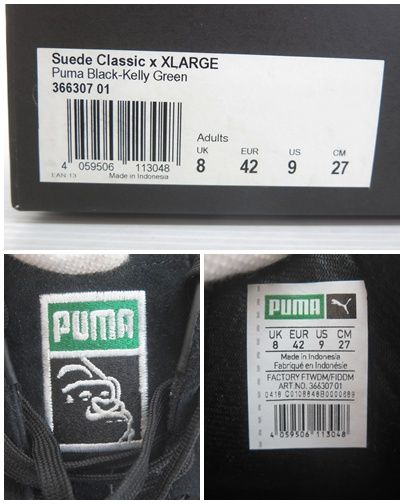 Suede Classic x XLARGE
Puma Black-Kelly Green
366307 01
Adults
UK EUR US CM
8 42 9 27
4 059506 113048
EAN 13 Made in Indonesia
PUMA
PUMA
UK EUR US CM
8 42 9 27
Made in Indonesia
Fabriqué en Indonésie
FACTORY FTWDM/FIDDM
ART NO. 366307 01
4 059506 113048